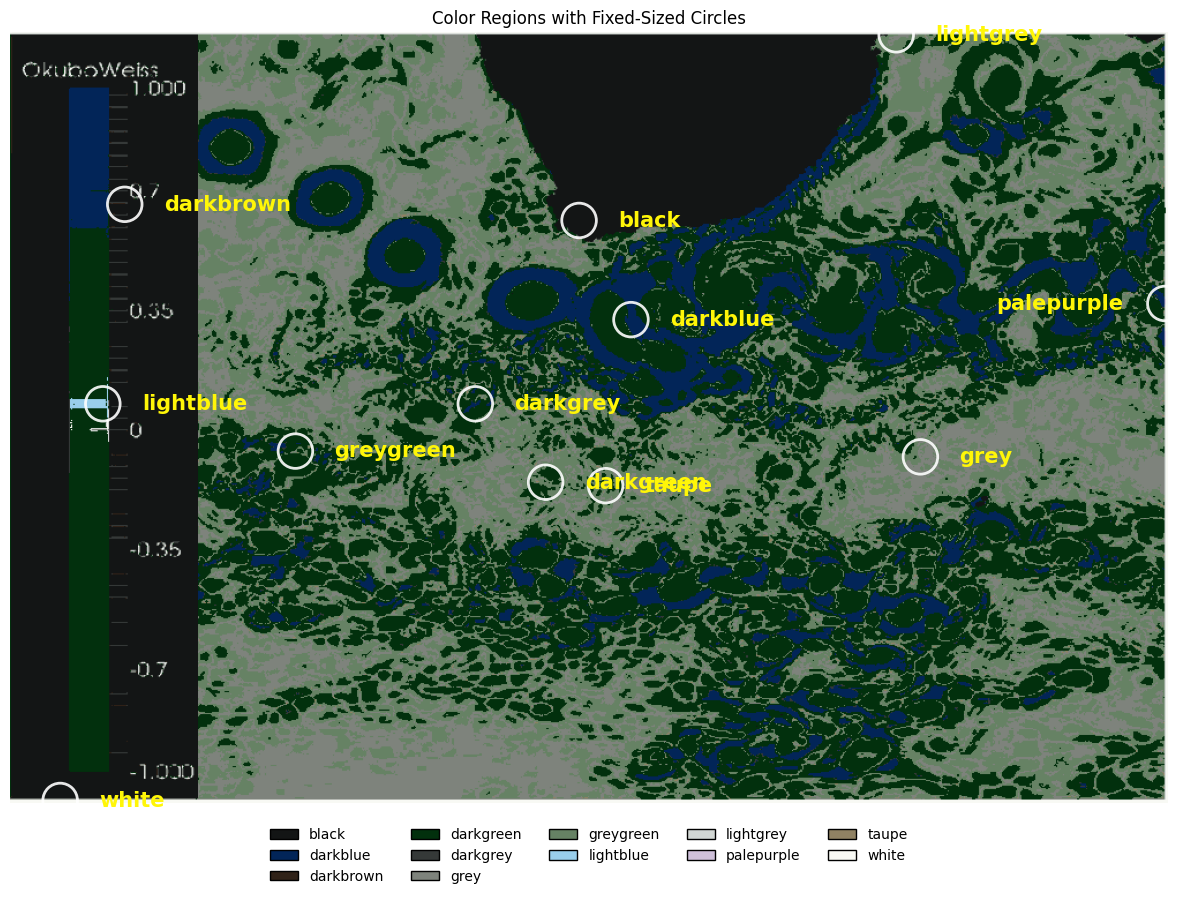 Color Regions with Fixed-Sized Circles
lightgrey
OkuboWeiss
1.000
0.7
darkbrown
black
palepurple
0.35
darkblue
lightblue
darkgrey
0
greygreen
grey
darkgreen
taupe
-0.35
-0.7
-1.000
white
black darkgreen greygreen lightgrey taupe
darkblue darkgrey lightblue palepurple white
darkbrown grey